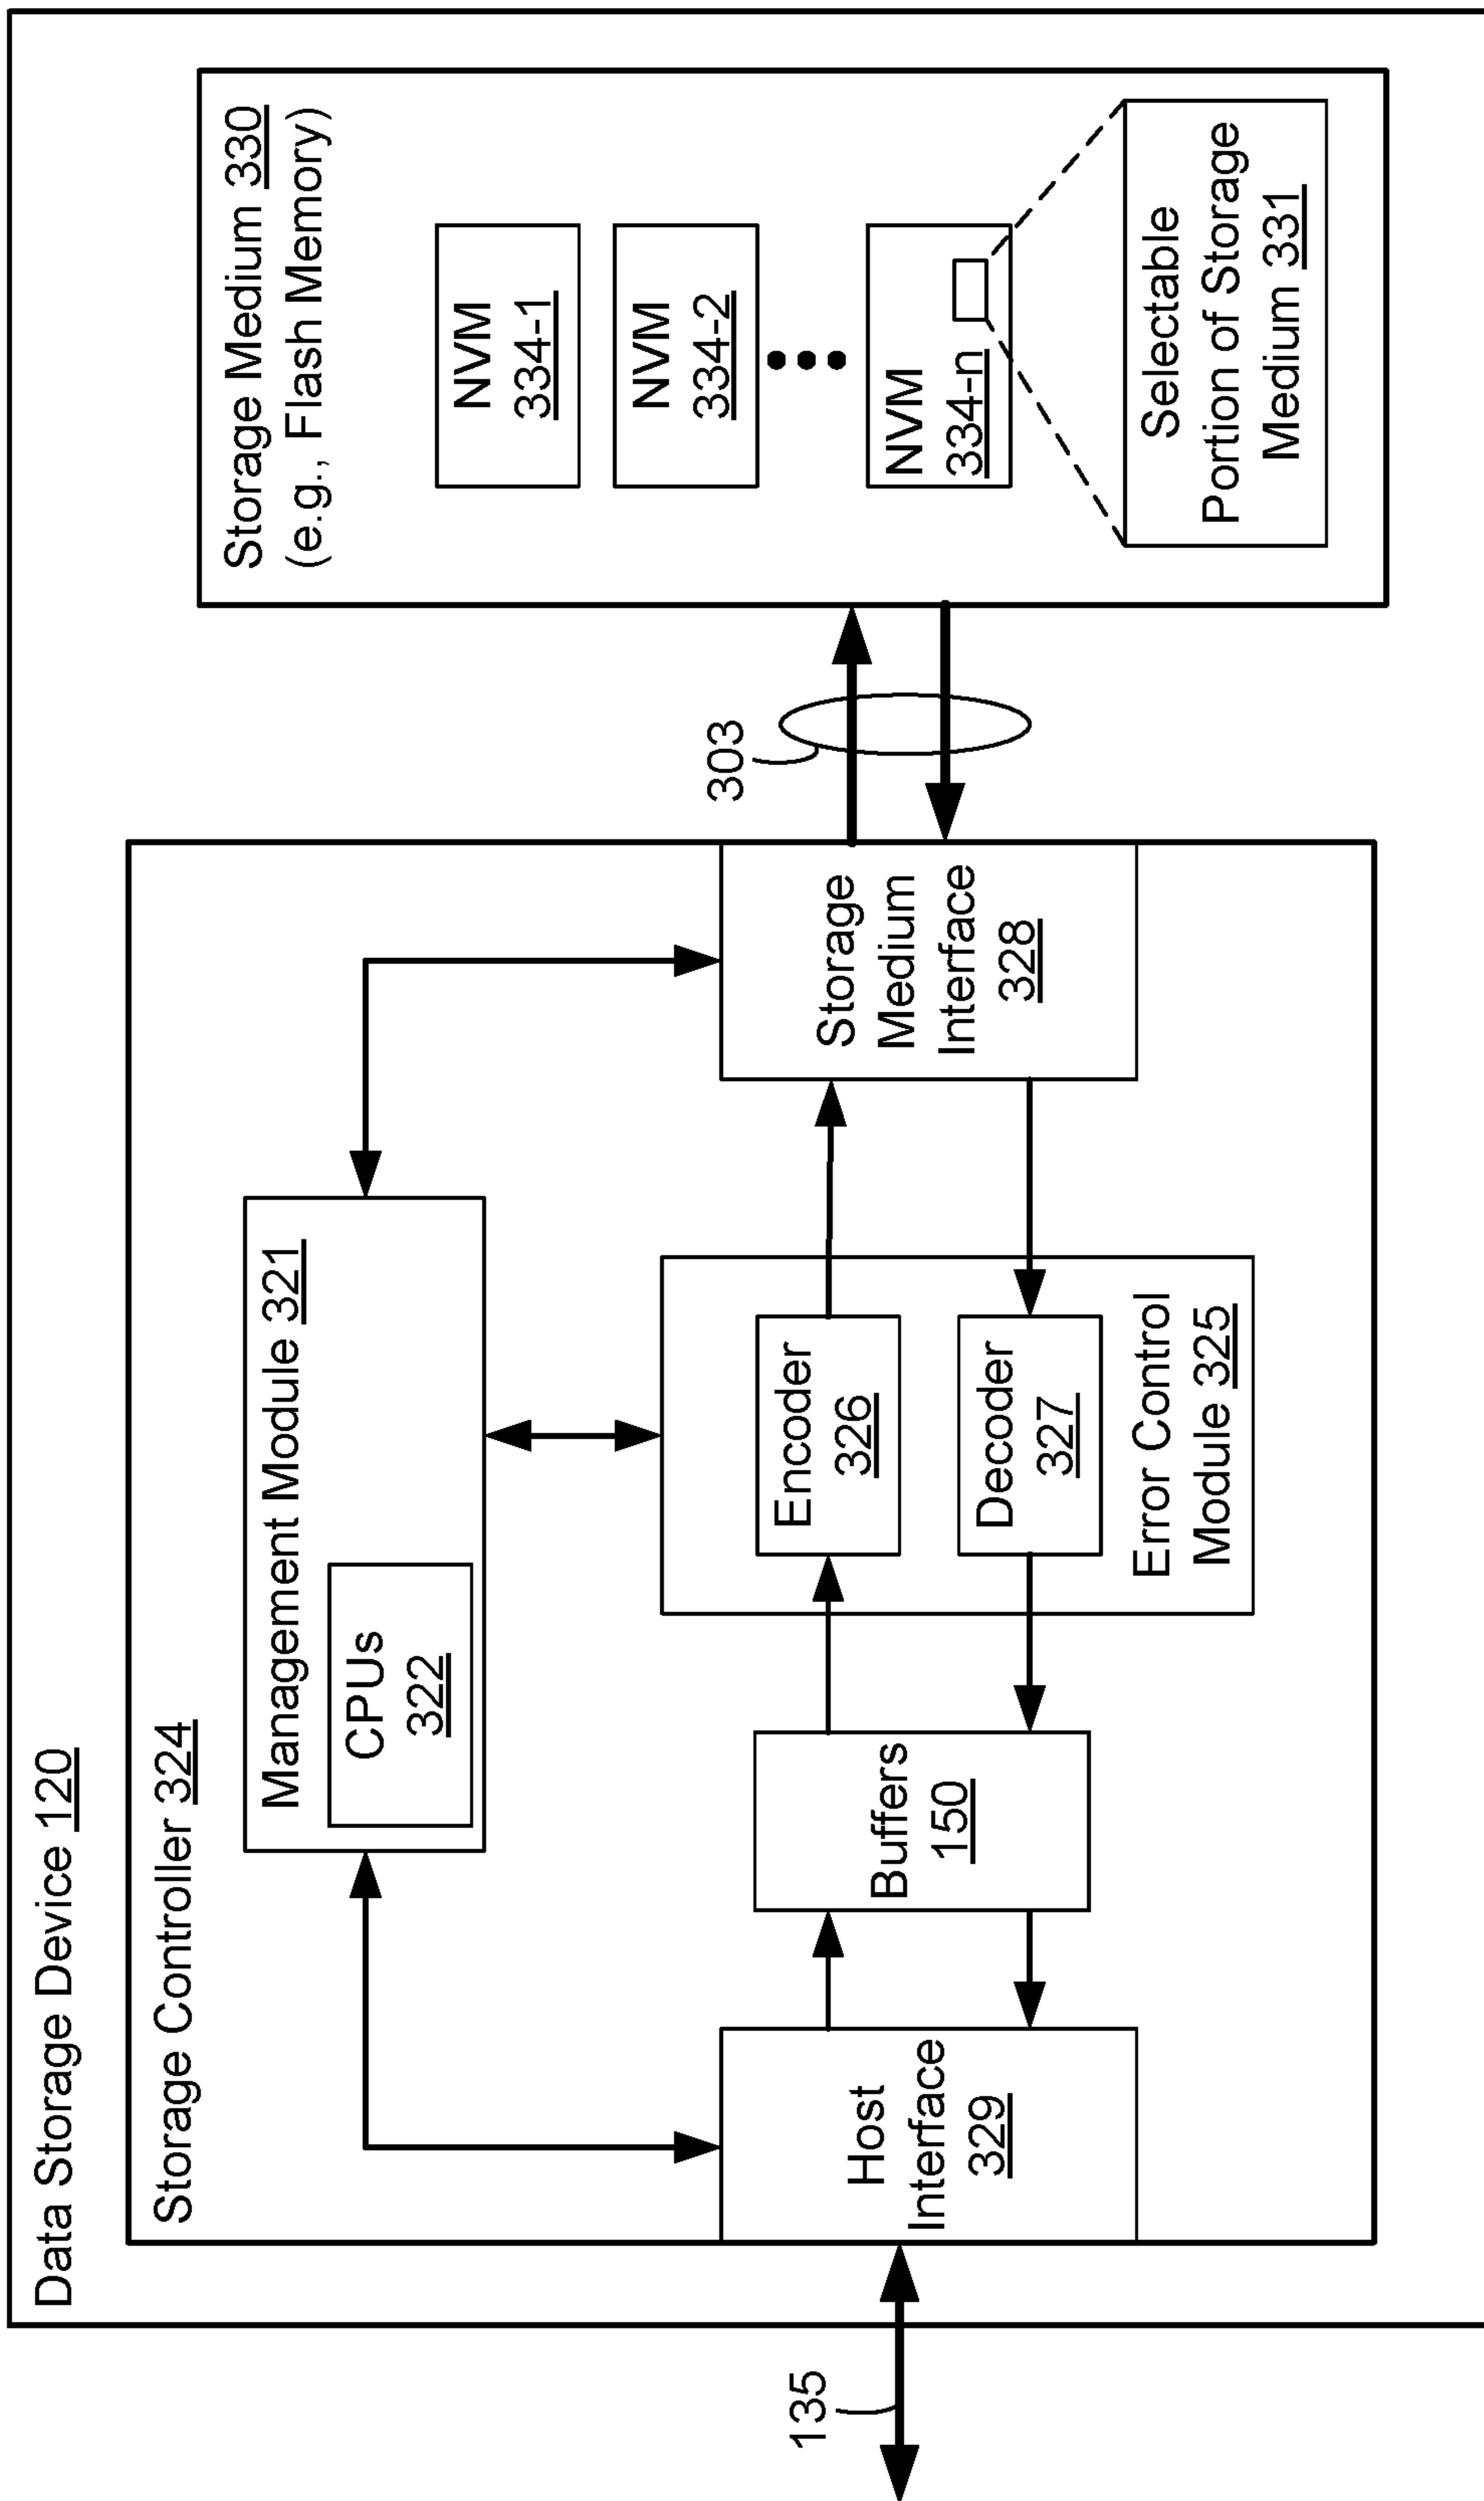 Data Storage Device 120
Storage Controller 324
Management Module 321
CPUs
322
135
Host
Interface
329
Buffers
150
Encoder
326
Decoder
327
Error Control
Module 325
Storage
Medium
Interface
328
303
Storage Medium 330
(e.g., Flash Memory)
NVM
334-1
NVM
334-2
NVM
334-n
Selectable
Portion of Storage
Medium 331